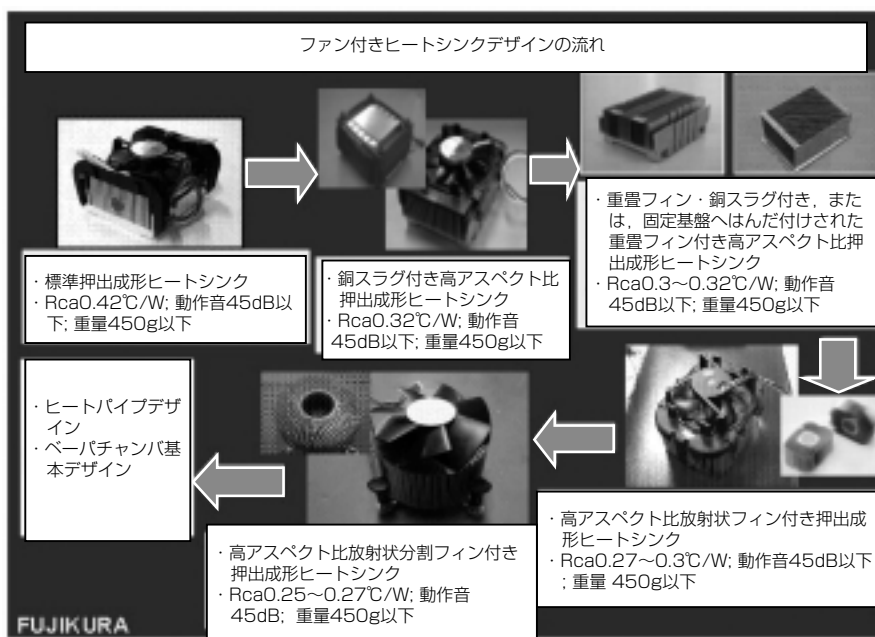 ファン付きヒートシンクデザインの流れ
・標準押出成形ヒートシンク
・Rca0.42℃/W; 動作音45dB以
下; 重量450g以下
・銅スラグ付き高アスペクト比
押出成形ヒートシンク
・Rca0.32℃/W; 動作音
45dB以下; 重量450g以下
・重畳フィン・銅スラグ付き，また
は，固定基盤へはんだ付けされた
重畳フィン付き高アスペクト比押
出成形ヒートシンク
・Rca0.3〜0.32℃/W; 動作音
45dB以下; 重量450g以下
・高アスペクト比放射状フィン付き押出成
形ヒートシンク
・Rca0.27〜0.3℃/W; 動作音45dB以下
; 重量 450g以下
・高アスペクト比放射状分割フィン付き
押出成形ヒートシンク
・Rca0.25〜0.27℃/W; 動作音
45dB; 重量450g以下
・ヒートパイプデザ
イン
・ベーパチャンバ基
本デザイン
FUJIKURA